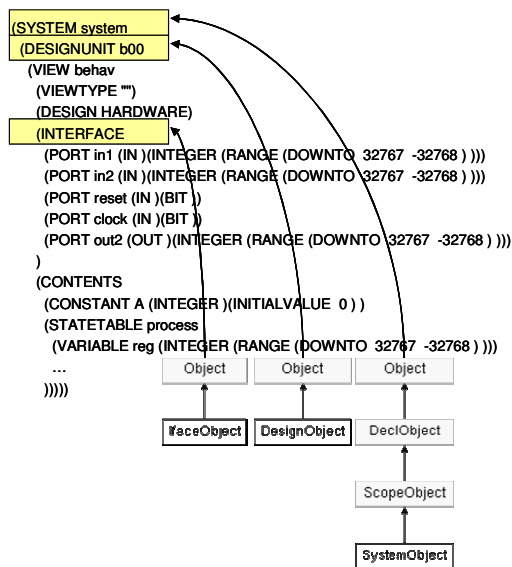 (SYSTEM system
(DESIGNUNIT b00
(VIEW behav
(VIEWTYPE "")
(DESIGN HARDWARE)
(INTERFACE
(PORT in1 (IN )(INTEGER (RANGE (DOWNTO 32767 -32768 ) )))
(PORT in2 (IN )(INTEGER (RANGE (DOWNTO 32767 -32768 ) )))
(PORT reset (IN )(BIT ))
(PORT clock (IN )(BIT ))
(PORT out2 (OUT )(INTEGER (RANGE (DOWNTO 32767 -32768 ) )))
)
(CONTENTS
(CONSTANT A (INTEGER )(INITIALVALUE 0 ) )
(STATETABLE process
(VARIABLE reg (INTEGER (RANGE (DOWNTO 32767 -32768 ) )))
...
)))))
Object Object Object
IfaceObject DesignObject DeclObject
ScopeObject
SystemObject